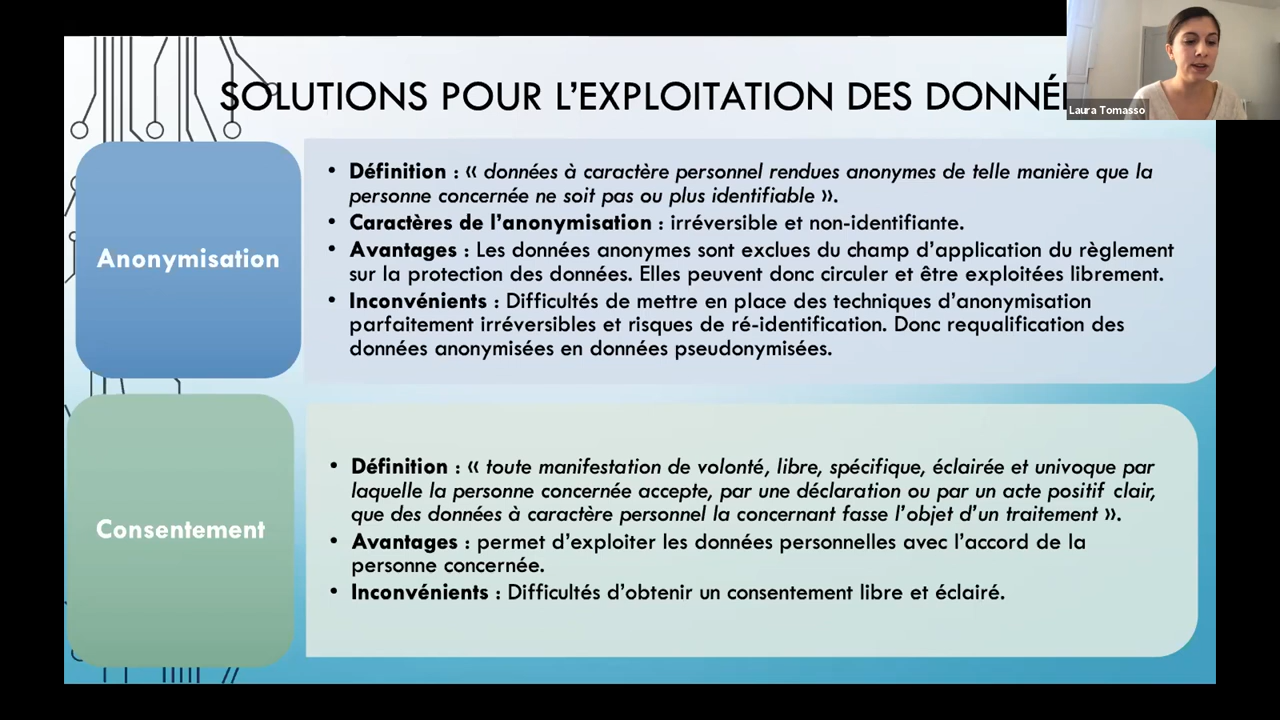 SOLUTIONS POUR L'EXPLOITATION DES
Laura Tomasso
Anonymisation
• Définition : « données à caractère personnel rendues anonymes de telle manière que la
personne concernée ne soit pas ou plus identifiable ».
• Caractères de l'anonymisation : irréversible et non-identifiante.
• Avantages : Les données anonymes sont exclues du champ d'application du règlement
sur la protection des données. Elles peuvent donc circuler et être exploitées librement.
• Inconvénients : Difficultés de mettre en place des techniques d'anonymisation
parfaitement irréversibles et risques de ré-identification. Donc requalification des
données anonymisées en données pseudonymisées.
Consentement
• Définition : « toute manifestation de volonté, libre, spécifique, éclairée et univoque par
laquelle la personne concernée accepte, par une déclaration ou par un acte positif clair,
que des données à caractère personnel la concernant fasse l'objet d'un traitement ».
• Avantages : permet d'exploiter les données personnelles avec l'accord de la
personne concernée.
• Inconvénients : Difficultés d'obtenir un consentement libre et éclairé.